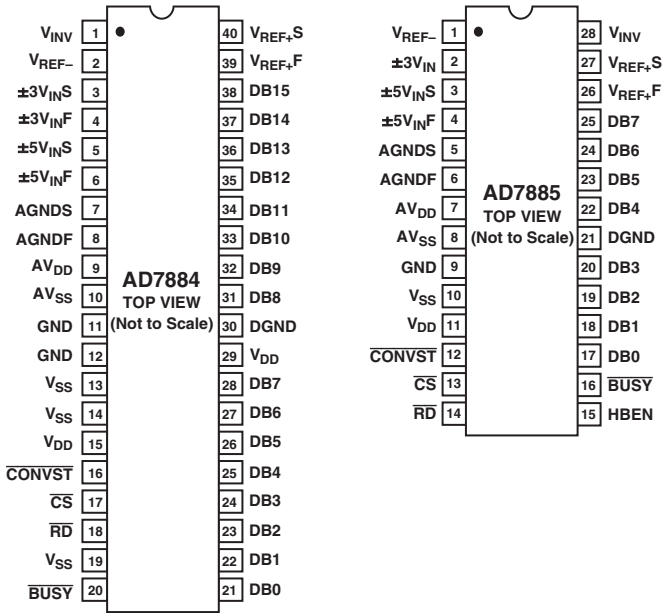 VINV 1 40 VREF+S
VREF– 2 39 VREF+F
±3VINS 3 38 DB15
±3VINF 4 37 DB14
±5VINS 5 36 DB13
±5VINF 6 35 DB12
AGNDS 7 34 DB11
AGNDF 8 33 DB10
AVDD 9 32 DB9
AVSS 10 31 DB8
GND 11 30 DGND
GND 12 29 VDD
VSS 13 28 DB7
VSS 14 27 DB6
VDD 15 26 DB5
CONVST 16 25 DB4
CS 17 24 DB3
RD 18 23 DB2
VSS 19 22 DB1
BUSY 20 21 DB0
AD7884
TOP VIEW
(Not to Scale)
VREF– 1 28 VINV
±3VIN 2 27 VREF+S
±5VINS 3 26 VREF+F
±5VINF 4 25 DB7
AGNDS 5 24 DB6
AGNDF 6 23 DB5
AVDD 7 22 DB4
AVSS 8 21 DGND
GND 9 20 DB3
VSS 10 19 DB2
VDD 11 18 DB1
CONVST 12 17 DB0
CS 13 16 BUSY
RD 14 15 HBEN
AD7885
TOP VIEW
(Not to Scale)